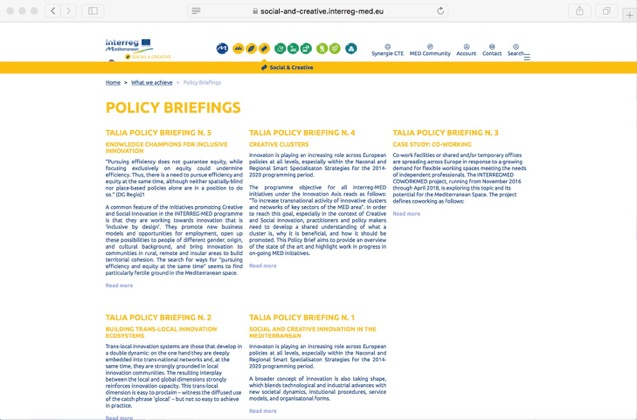 social-and-creative.interreg-med.eu
Interreg
Mediterranean
SOCIAL & CREATIVE
Synergie CTE
MED Community
Account
Contact
Search
Social & Creative
Home > What we achieve > Policy Briefings
POLICY BRIEFINGS
TALIA POLICY BRIEFING N. 5
KNOWLEDGE CHAMPIONS FOR INCLUSIVE
INNOVATION
"Pursuing efficiency does not guarantee equity, while
focusing exclusively on equity could undermine
efficiency. Thus, there is a need to pursue efficiency and
equity at the same time, although neither spatially-blind
nor place-based policies alone are in a position to do
so." (DG Regio)1
A common feature of the initiatives promoting Creative
and Social Innovation in the INTERREG-MED programme
is that they are working towards innovation that is
'inclusive by design'. They promote new business
models and opportunities for employment, open up
these possibilities to people of different gender, origin,
and cultural background, and bring innovation to
communities in rural, remote and insular areas to build
territorial cohesion. The search for ways for "pursuing
efficiency and equity at the same time" seems to find
particularly fertile ground in the Mediterranean space.
Read more
TALIA POLICY BRIEFING N. 4
CREATIVE CLUSTERS
Innovation is playing an increasing role across European
policies at all levels, especially within the National and
Regional Smart Specialisation Strategies for the 2014-
2020 programming period.
The programme objective for all Interreg-MED
initiatives under the Innovation Axis reads as follows:
"To increase transnational activity of innovative clusters
and networks of key sectors of the MED area". In order
to reach this goal, especially in the context of Creative
and Social Innovation, practitioners and policy makers
need to develop a shared understanding of what a
cluster is, why it is beneficial, and how it should be
promoted. This Policy Brief aims to provide an overview
of the state of the art and highlight work in progress in
on-going MED initiatives.
Read more
TALIA POLICY BRIEFING N. 3
CASE STUDY: CO-WORKING
Co-work facilities or shared and/or temporary offices
are spreading across Europe in response to a growing
demand for flexible working spaces meeting the needs
of independent professionals. The INTERREGMED
COWORKMED project, running from November 2016
through April 2018, is exploring this topic and its
potential for the Mediterranean Space. The project
defines coworking as follows:
Read more
TALIA POLICY BRIEFING N. 2
BUILDING TRANS-LOCAL INNOVATION
ECOSYSTEMS
Trans-local innovation systems are those that develop in
a double dynamic: on the one hand they are deeply
embedded into trans-national networks and, at the
same time, they are strongly grounded in local
innovation communities. The resulting interplay
between the local and global dimensions strongly
reinforces innovation capacity. This trans-local
dimension is easy to proclaim – witness the diffused use
of the catch phrase 'glocal' – but not so easy to achieve
in practice.
Read more
TALIA POLICY BRIEFING N. 1
SOCIAL AND CREATIVE INNOVATION IN THE
MEDITERRANEAN
Innovation is playing an increasing role across European
policies at all levels, especially within the National and
Regional Smart Specialisation Strategies for the 2014-
2020 programming period.
A broader concept of innovation is also taking shape,
which blends technological and industrial advances with
new societal dynamics, institutional procedures, service
models, and organisational forms.
Read more